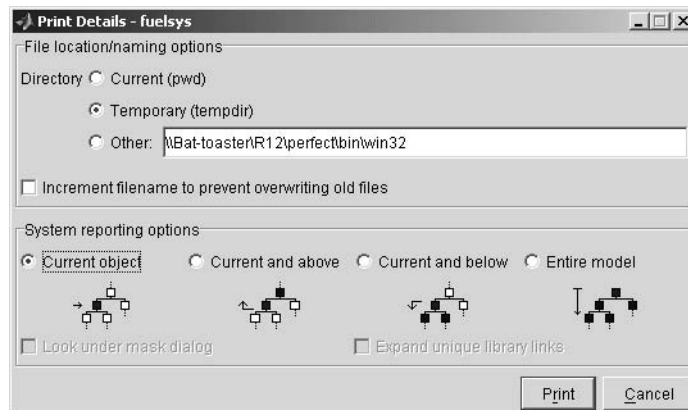 Print Details - fuelsys
File location/naming options
Directory Current (pwd)
Temporary (tempdir)
Other: \\Bat-toaster\R12\perfect\bin\win32
Increment filename to prevent overwriting old files
System reporting options
Current object Current and above Current and below Entire model
Look under mask dialog Expand unique library links
Print Cancel